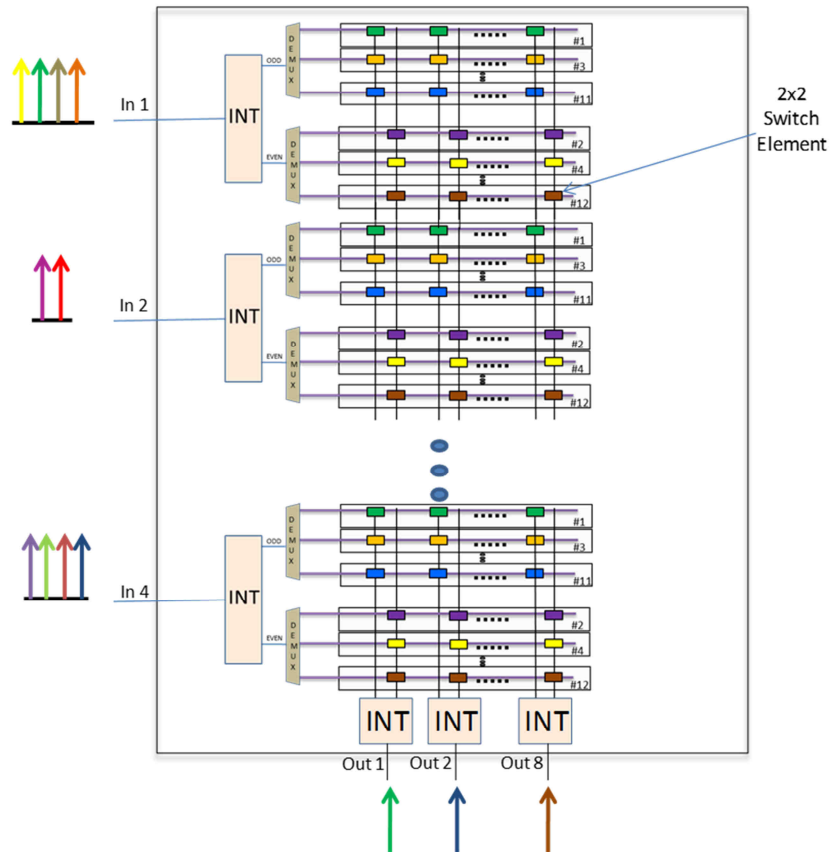 DEMUX
#1
ODD
#3
#11
In 1
INT
2x2
Switch
Element
DEMUX
#2
EVEN
#4
#12
DEMUX
#1
ODD
#3
#11
In 2
INT
DEMUX
#2
EVEN
#4
#12
DEMUX
#1
ODD
#3
#11
In 4
INT
DEMUX
#2
EVEN
#4
#12
INT INT INT
Out 1 Out 2 Out 8